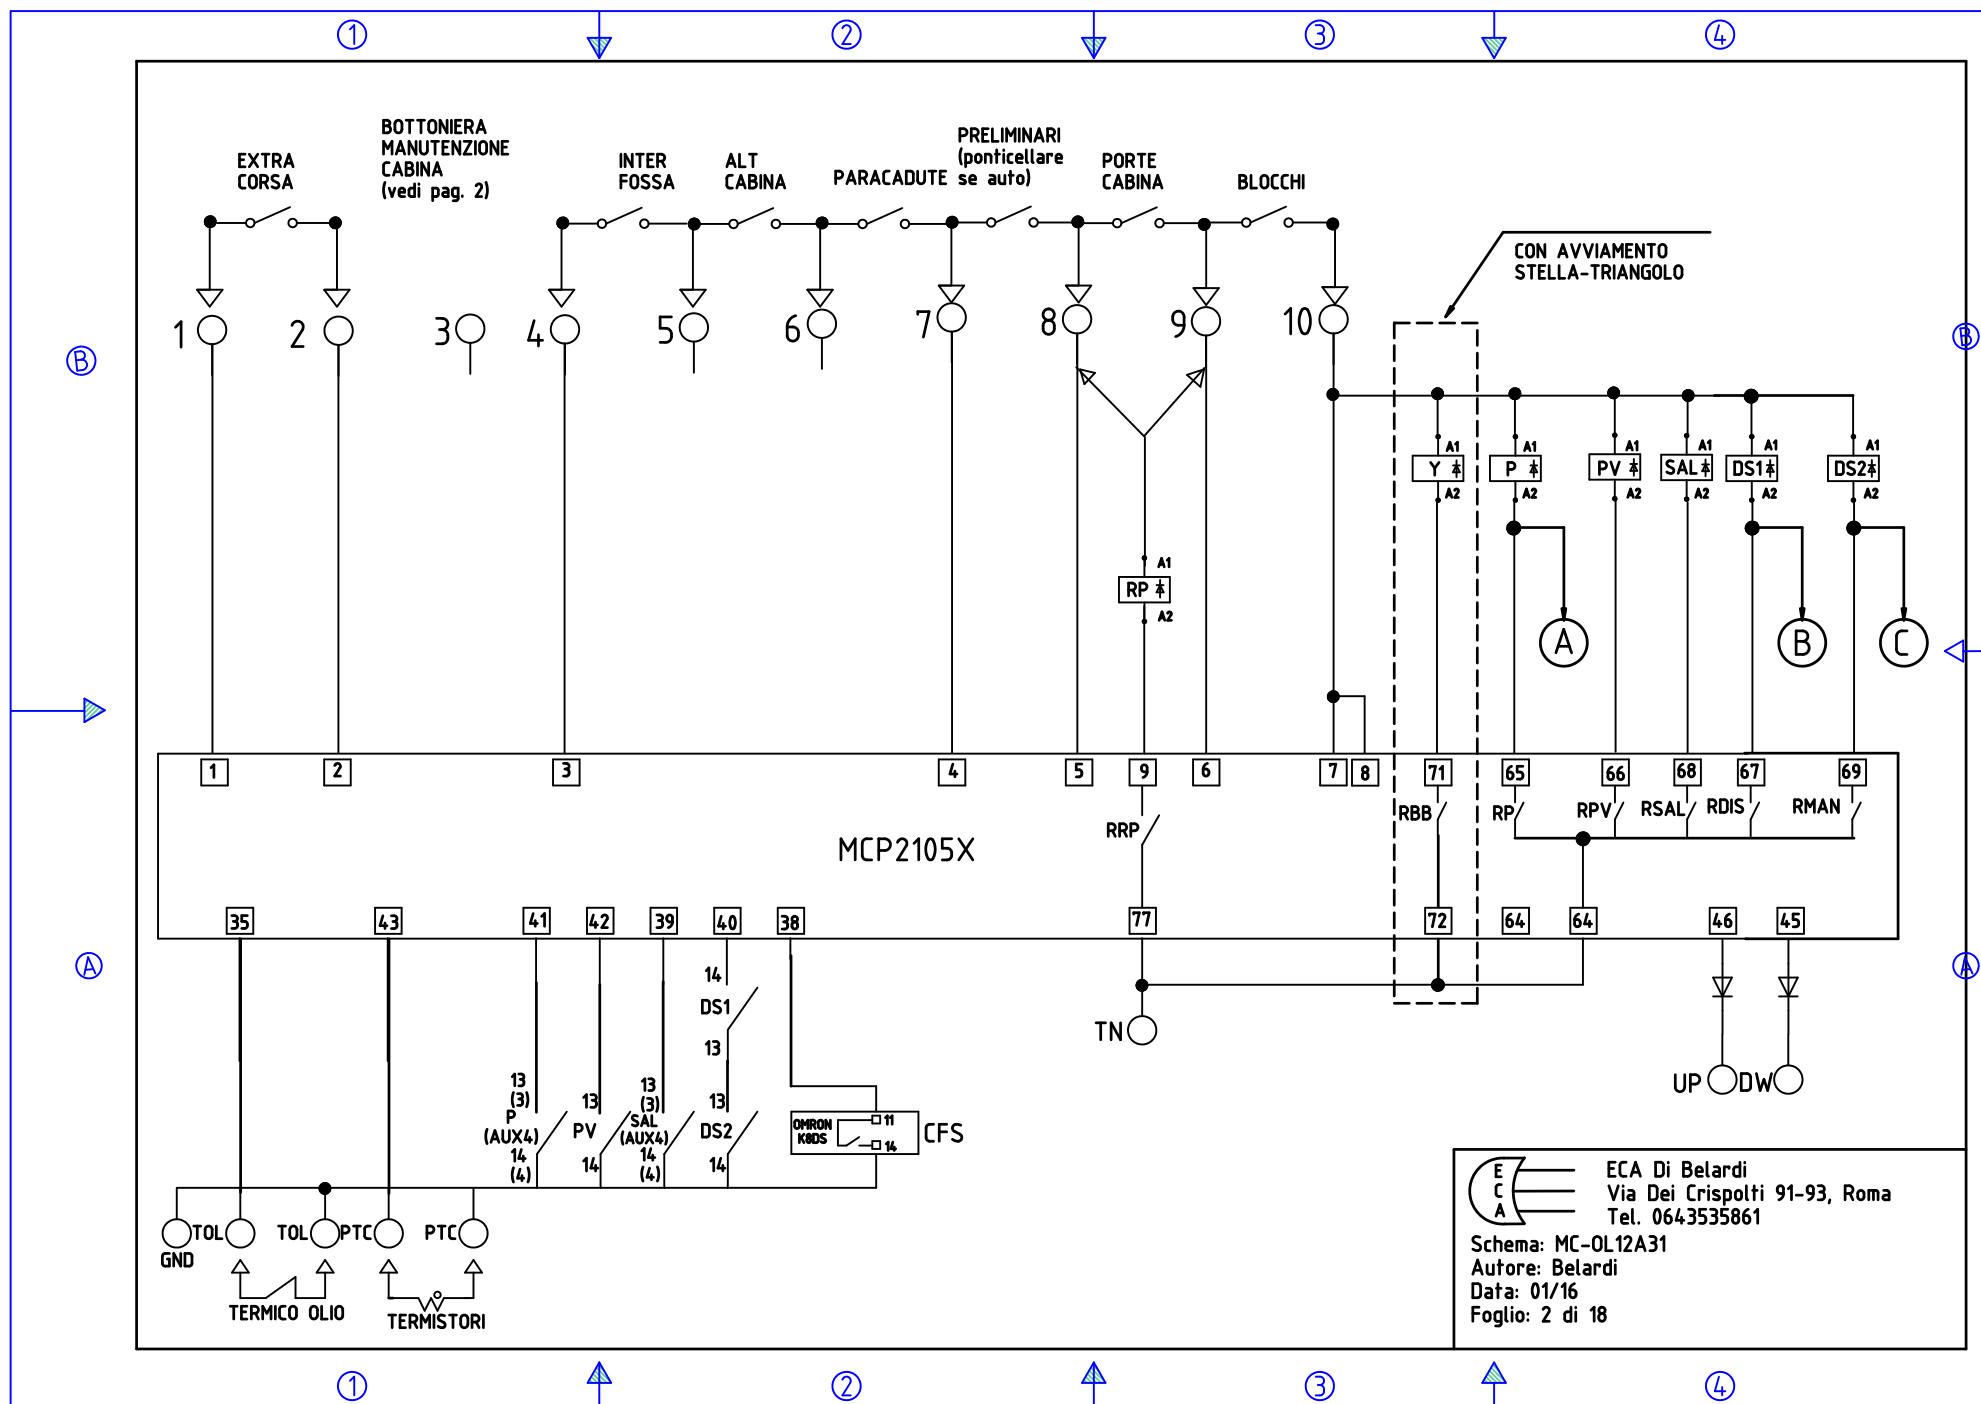 1
2
3
4
EXTRA
CORSA
BOTTONIERA
MANUTENZIONE
CABINA
(vedi pag. 2)
INTER
FOSSA
ALT
CABINA
PARACADUTE
PRELIMINARI
(ponticellare
se auto)
PORTE
CABINA
BLOCCHI
CON AVVIAMENTO
STELLA-TRIANGOLO
1
2
3
4
5
6
7
8
9
10
B
B
A1
A1
A1
A1
A1
A1
Y
P
PV
SAL
DS1
DS2
A2
A2
A2
A2
A2
A2
A1
RP
A2
A
B
C
1
2
3
4
5
9
6
7
8
71
65
66
68
67
69
RRP
RBB
RP
RPV
RSAL
RDIS
RMAN
MCP2105X
35
43
41
42
39
40
38
77
72
64
64
46
45
A
A
14
DS1
13
TN
UP
DW
13
(3)
P
(AUX4)
14
(4)
13
PV
14
13
(3)
SAL
(AUX4)
14
(4)
13
DS2
14
OMRON
K8DS
11
14
CFS
GND
TOL
TOL
PTC
PTC
TERMICO OLIO
TERMISTORI
E
C
A
ECA Di Belardi
Via Dei Crispolti 91-93, Roma
Tel. 0643535861
Schema: MC-OL12A31
Autore: Belardi
Data: 01/16
Foglio: 2 di 18
1
2
3
4